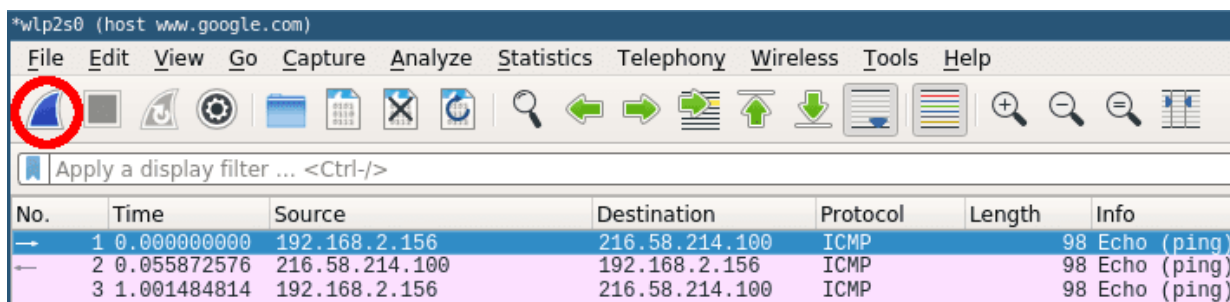 *wlp2s0 (host www.google.com)
File Edit View Go Capture Analyze Statistics Telephony Wireless Tools Help
Apply a display filter ... <Ctrl-/>
No. Time Source Destination Protocol Length Info
1 0.000000000 192.168.2.156 216.58.214.100 ICMP 98 Echo (ping)
2 0.055872576 216.58.214.100 192.168.2.156 ICMP 98 Echo (ping)
3 1.001484814 192.168.2.156 216.58.214.100 ICMP 98 Echo (ping)